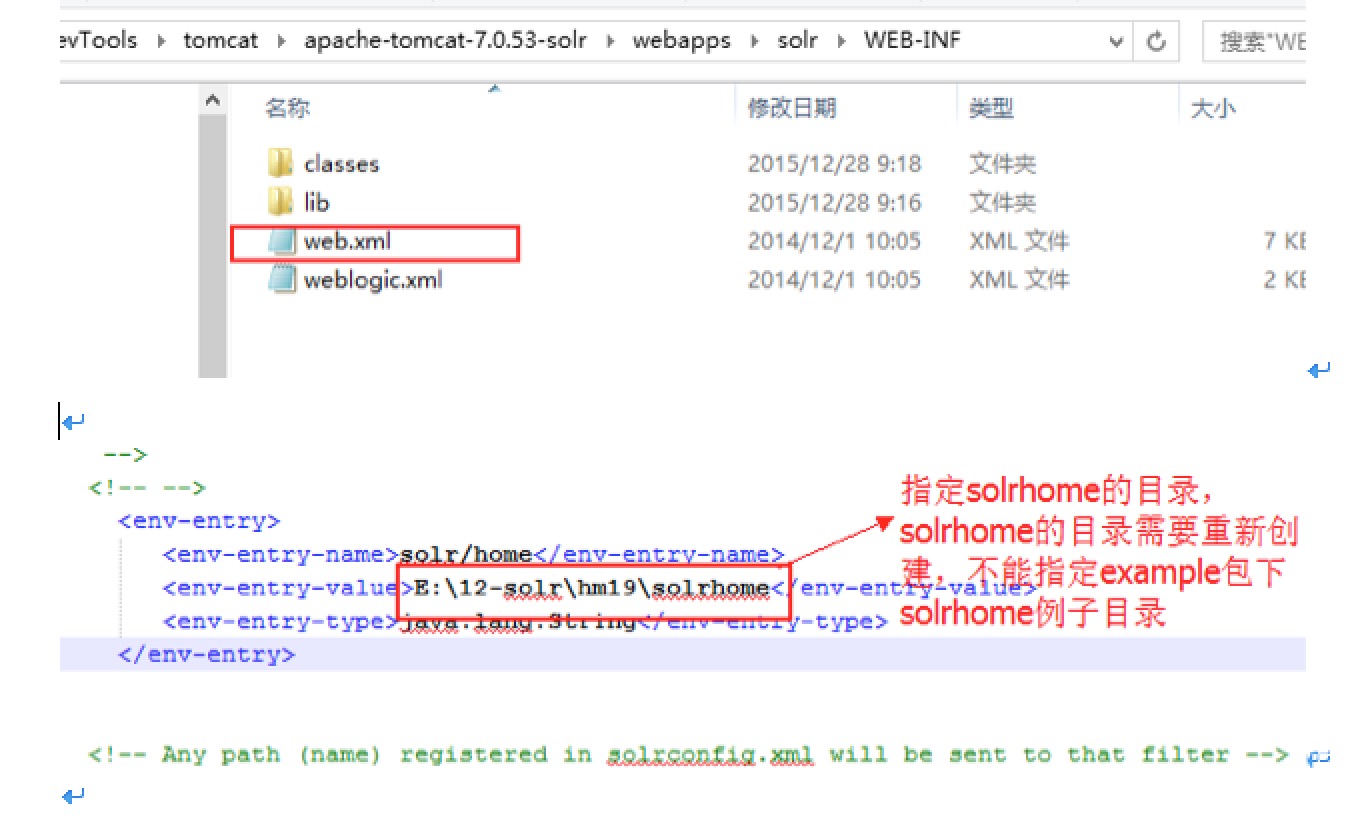 evTools ▸ tomcat ▸ apache-tomcat-7.0.53-solr ▸ webapps ▸ solr ▸ WEB-INF 搜索"WE
名称 修改日期 类型 大小
classes 2015/12/28 9:18 文件夹
lib 2015/12/28 9:16 文件夹
web.xml 2014/12/1 10:05 XML 文件 7 KB
weblogic.xml 2014/12/1 10:05 XML 文件 2 KB
-->
<!-- -->
<env-entry>
<env-entry-name>solr/home</env-entry-name>
<env-entry-value>E:\12-solr\hm19\solrhome</env-entry-value>
<env-entry-type>java.lang.String</env-entry-type>
</env-entry>
指定solrhome的目录，
solrhome的目录需要重新创
建，不能指定example包下
solrhome例子目录
<!-- Any path (name) registered in solrconfig.xml will be sent to that filter -->